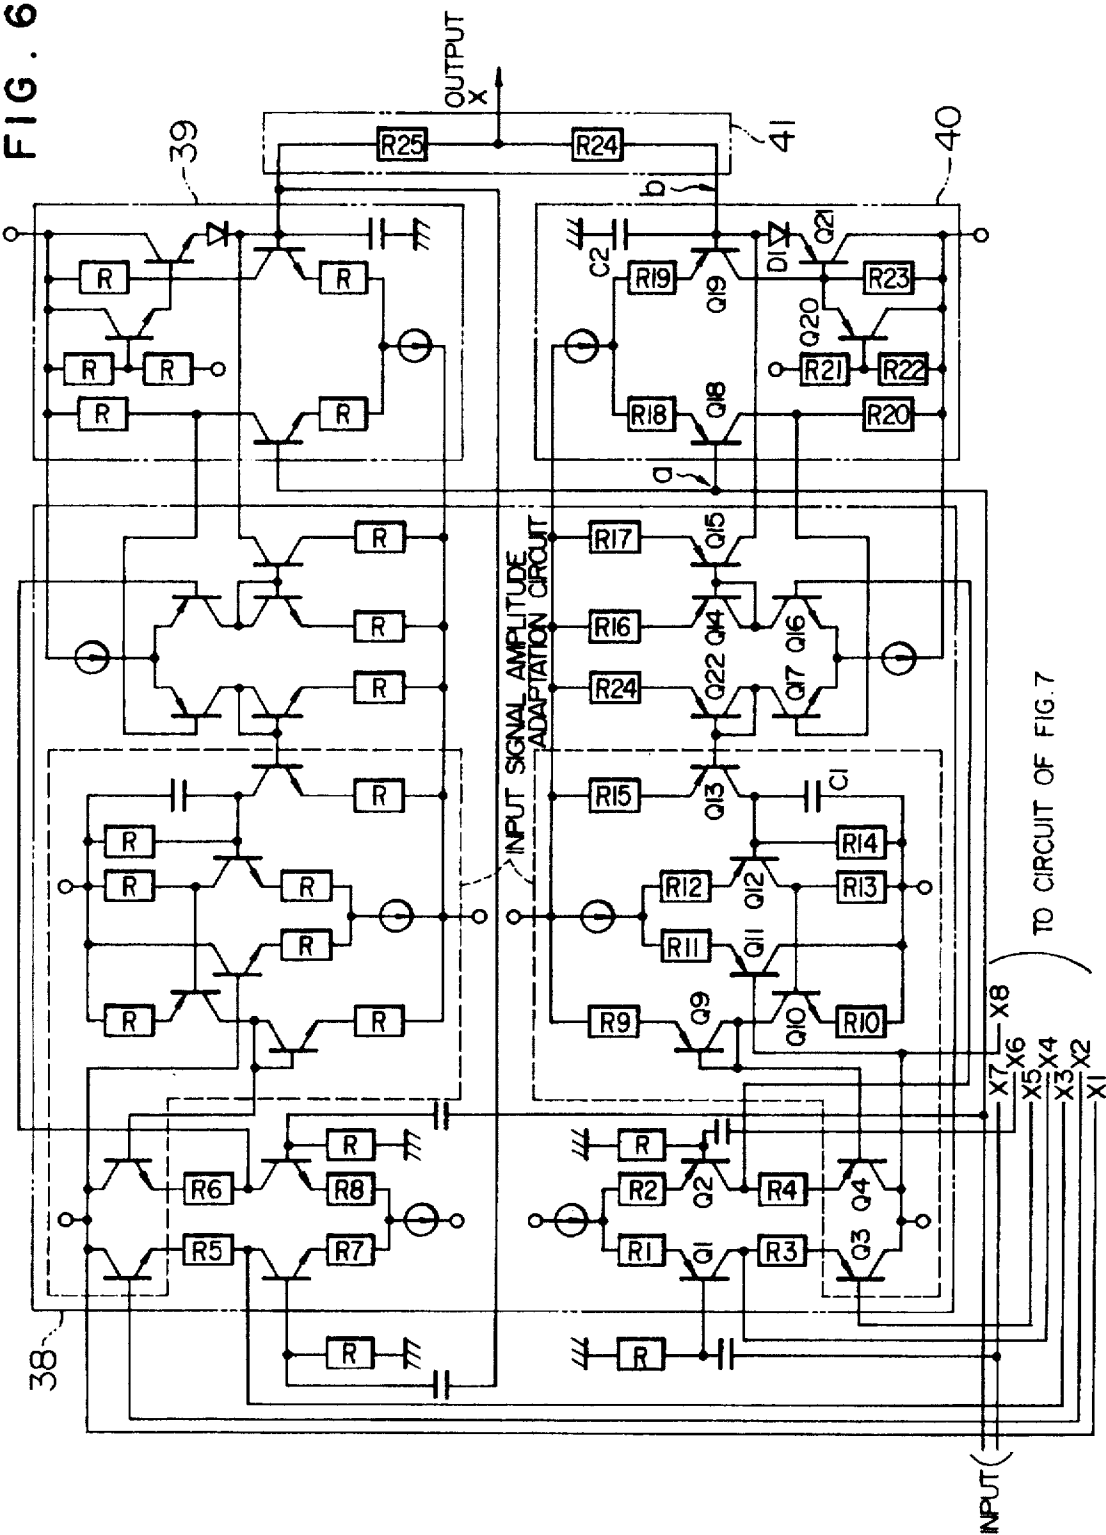 FIG. 6
OUTPUT
X
39
R25
R24
41
40
b
R
R
R
R
R
R
C2
R19
Q19
D1
Q21
R23
Q20
R21
R22
R18
Q18
R20
a
R
R
R
R17
Q15
R16
Q14
Q16
R24
Q22
Q17
INPUT SIGNAL AMPLITUDE
ADAPTATION CIRCUIT
R
R
R
R
R
R
R
R15
Q13
C1
R14
R12
Q12
R13
R11
Q11
R9
Q9
Q10
R10
TO CIRCUIT OF FIG.7
X8
X7
X6
X5
X4
X3
X2
X1
R
R6
R8
R5
R7
R
R
R2
Q2
R4
Q4
R1
Q1
R3
Q3
R
38
INPUT